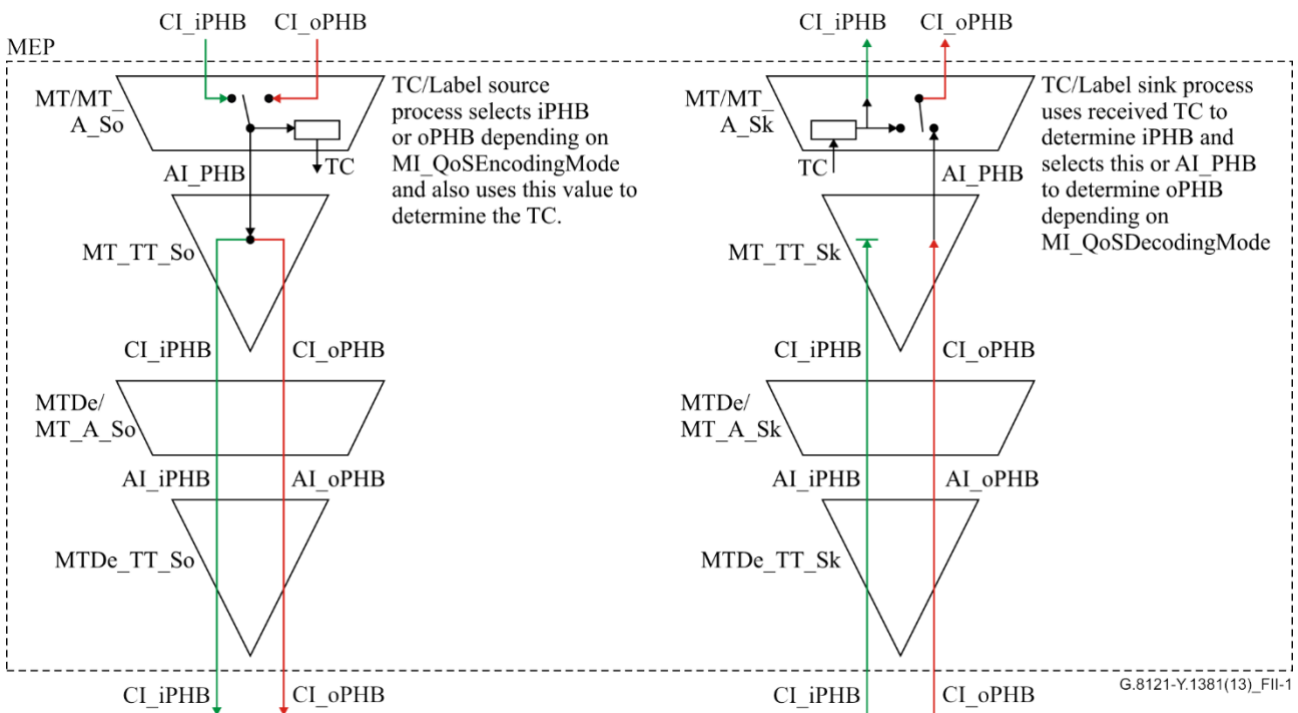 CI_iPHB
CI_oPHB
CI_iPHB
CI_oPHB
MEP
MT/MT_
A_So
TC
TC/Label source
process selects iPHB
or oPHB depending on
MI_QoSEncodingMode
and also uses this value to
determine the TC.
MT/MT_
A_Sk
TC
TC/Label sink process
uses received TC to
determine iPHB and
selects this or AI_PHB
to determine oPHB
depending on
MI_QoSDecodingMode
AI_PHB
AI_PHB
MT_TT_So
MT_TT_Sk
CI_iPHB
CI_oPHB
CI_iPHB
CI_oPHB
MTDe/
MT_A_So
MTDe/
MT_A_Sk
AI_iPHB
AI_oPHB
AI_iPHB
AI_oPHB
MTDe_TT_So
MTDe_TT_Sk
CI_iPHB
CI_oPHB
CI_iPHB
CI_oPHB
G.8121-Y.1381(13)_FII-1